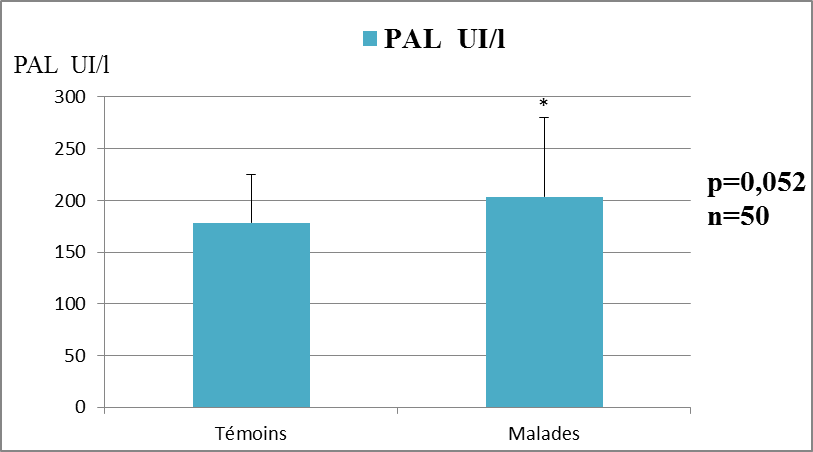 PAL UI/l
PAL UI/l
300
*
250
200
150
100
50
0
p=0,052
n=50
Témoins
Malades